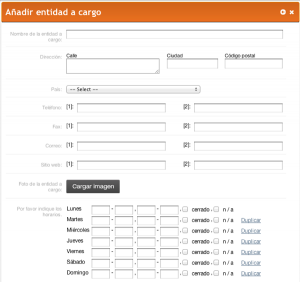 Añadir entidad a cargo
Nombre de la entidad a cargo:
Dirección: Calle Ciudad Código postal
País: --- Select ---
Teléfono: [1]: [2]:
Fax: [1]: [2]:
Correo: [1]: [2]:
Sitio web: [1]: [2]:
Foto de la entidad a cargo: Cargar imagen
Por favor indique los horarios:
Lunes - , - , cerrado - n / a
Martes - , - , cerrado - n / a Duplicar
Miércoles - , - , cerrado - n / a Duplicar
Jueves - , - , cerrado - n / a Duplicar
Viernes - , - , cerrado - n / a Duplicar
Sábado - , - , cerrado - n / a Duplicar
Domingo - , - , cerrado - n / a Duplicar